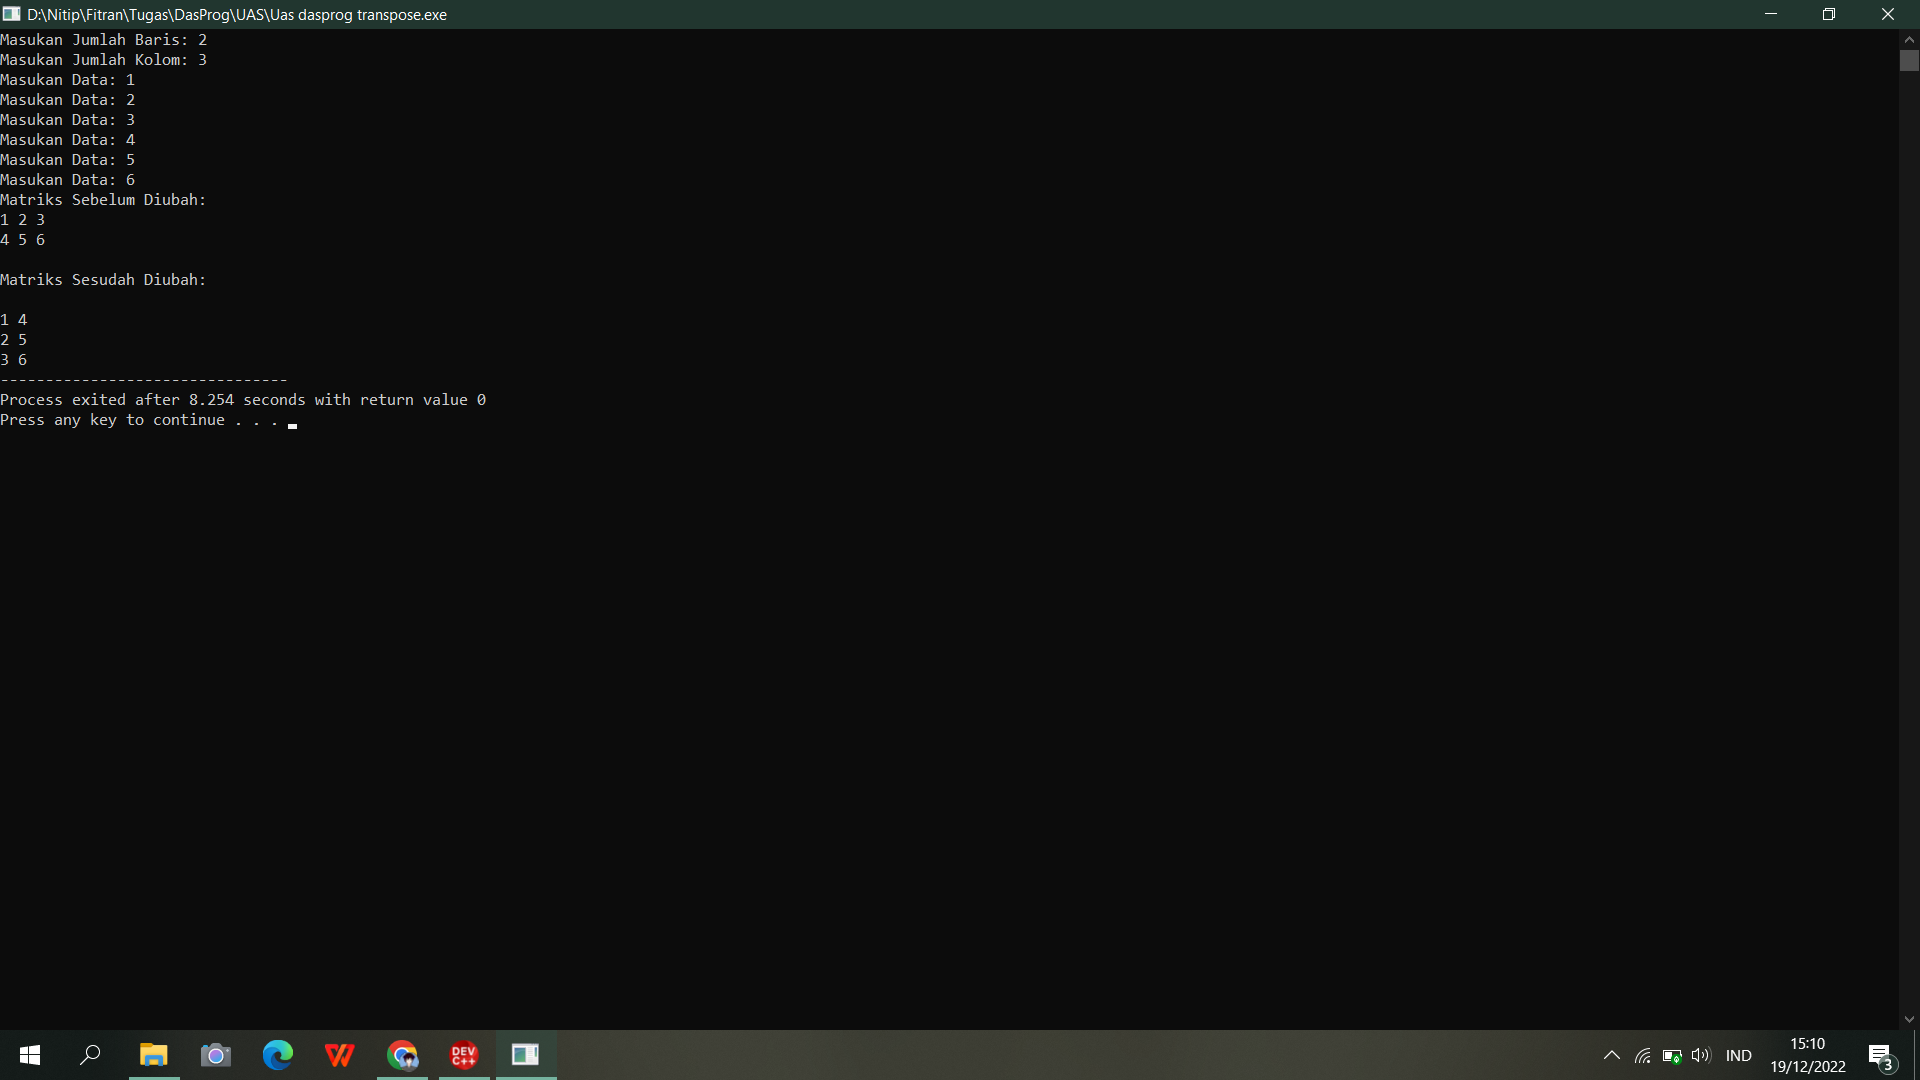 D:\Nitip\Fitran\Tugas\DasProg\UAS\Uas dasprog transpose.exe
Masukan Jumlah Baris: 2
Masukan Jumlah Kolom: 3
Masukan Data: 1
Masukan Data: 2
Masukan Data: 3
Masukan Data: 4
Masukan Data: 5
Masukan Data: 6
Matriks Sebelum Diubah:
1 2 3
4 5 6
Matriks Sesudah Diubah:
1 4
2 5
3 6
--------------------------------
Process exited after 8.254 seconds with return value 0
Press any key to continue . . .
DEV
C++
IND
15:10
19/12/2022
3